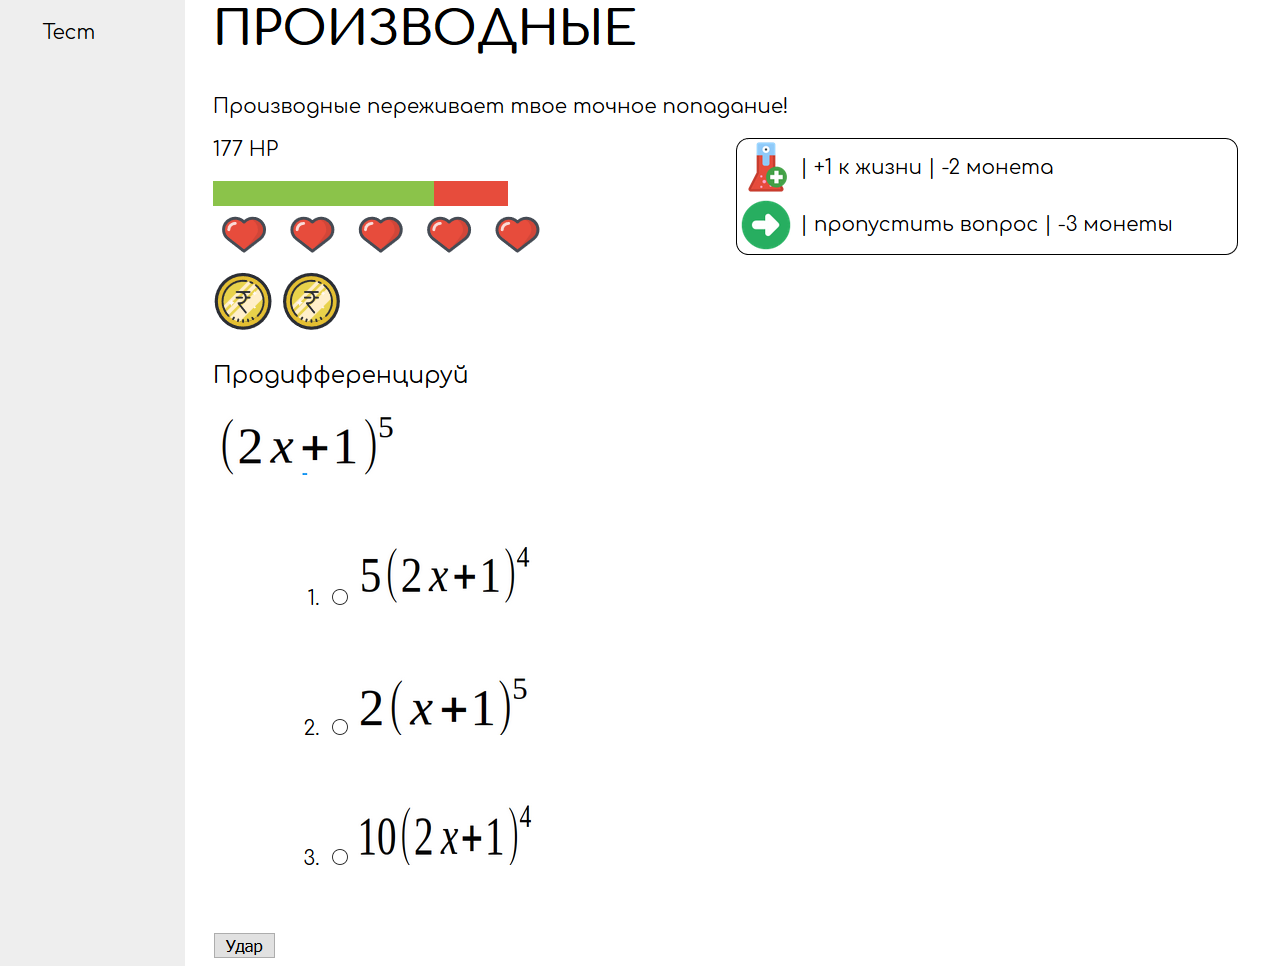 Тест
ПРОИЗВОДНЫЕ
Производные переживает твое точное попадание!
177 HP
| +1 к жизни | -2 монета
| пропустить вопрос | -3 монеты
Продифференцируй
(2x+1)^5
1. 5(2x+1)^4
2. 2(x+1)^5
3. 10(2x+1)^4
Удар